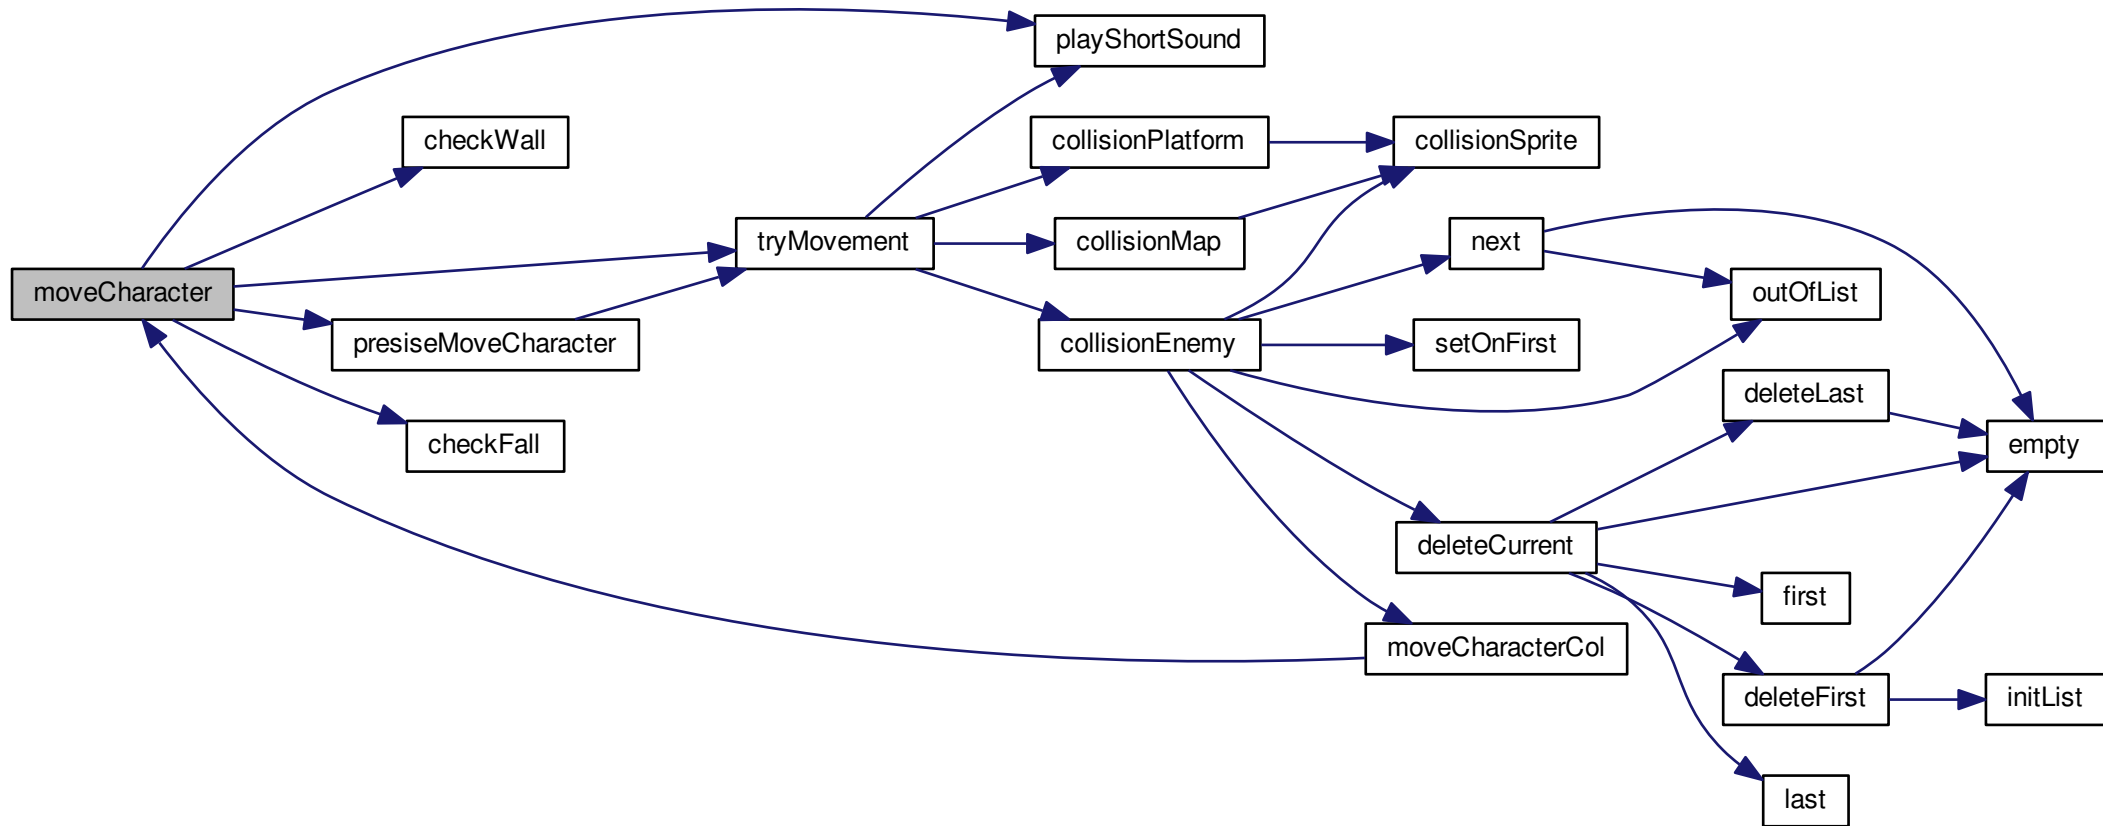 playShortSound
checkWall
collisionPlatform
collisionSprite
tryMovement
collisionMap
next
moveCharacter
outOfList
presiseMoveCharacter
collisionEnemy
setOnFirst
deleteLast
checkFall
empty
deleteCurrent
first
moveCharacterCol
deleteFirst
initList
last